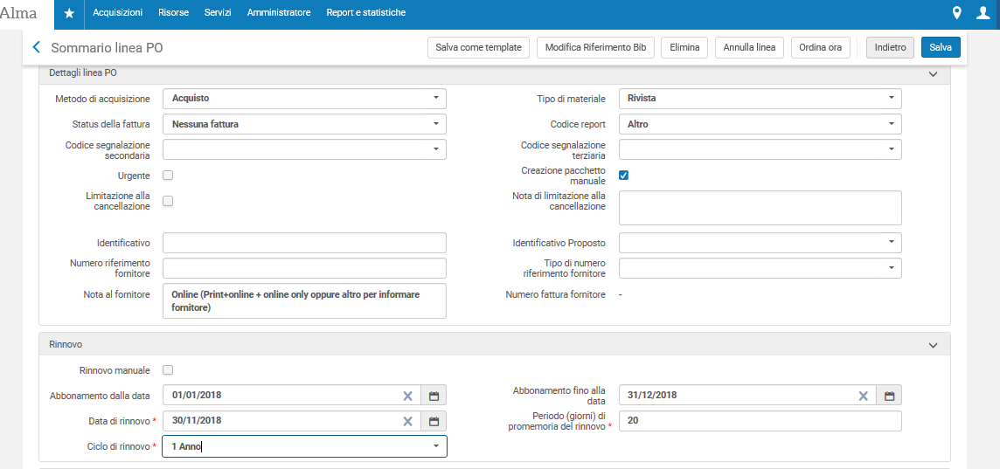 Alma
Acquisizioni Risorse Servizi Amministratore Report e statistiche
Sommario linea PO
Salva come template Modifica Riferimento Bib Elimina Annulla linea Ordina ora Indietro Salva
Dettagli linea PO
Metodo di acquisizione Acquisto Tipo di materiale Rivista
Status della fattura Nessuna fattura Codice report Altro
Codice segnalazione secondaria Codice segnalazione terziaria
Urgente Creazione pacchetto manuale
Limitazione alla cancellazione Nota di limitazione alla cancellazione
Identificativo Identificativo Proposto
Numero riferimento fornitore Tipo di numero riferimento fornitore
Nota al fornitore Online (Print+online + online only oppure altro per informare fornitore) Numero fattura fornitore -
Rinnovo
Rinnovo manuale
Abbonamento dalla data 01/01/2018 Abbonamento fino alla data 31/12/2018
Data di rinnovo * 30/11/2018 Periodo (giorni) di promemoria del rinnovo * 20
Ciclo di rinnovo * 1 Anno